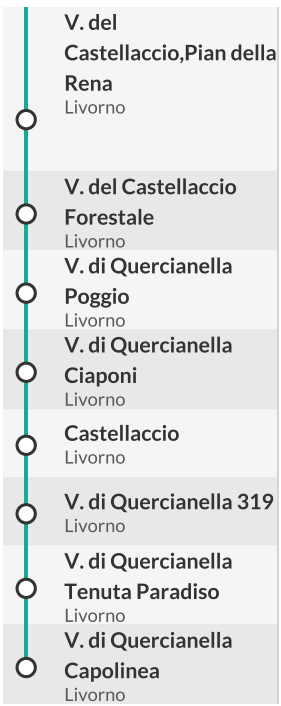 V. del
Castellaccio,Pian della
Rena
Livorno
V. del Castellaccio
Forestale
Livorno
V. di Quercianella
Poggio
Livorno
V. di Quercianella
Ciaponi
Livorno
Castellaccio
Livorno
V. di Quercianella 319
Livorno
V. di Quercianella
Tenuta Paradiso
Livorno
V. di Quercianella
Capolinea
Livorno